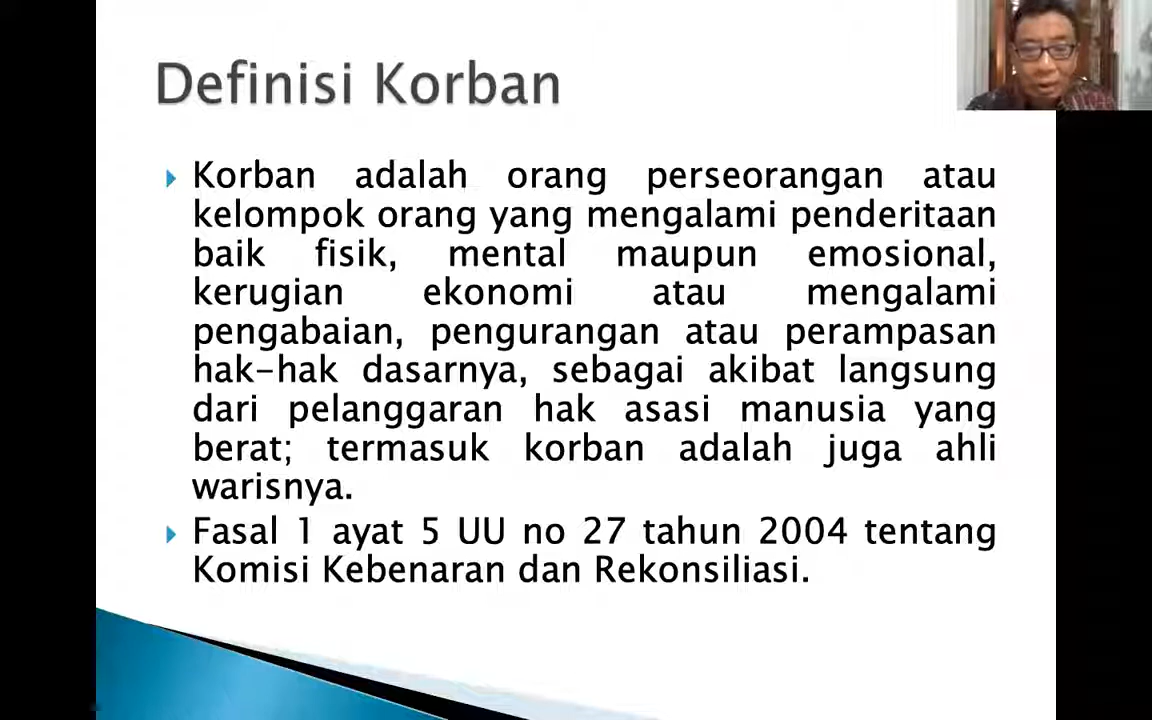 Definisi Korban
Korban adalah orang perseorangan atau
kelompok orang yang mengalami penderitaan
baik fisik, mental maupun emosional,
kerugian ekonomi atau mengalami
pengabaian, pengurangan atau perampasan
hak-hak dasarnya, sebagai akibat langsung
dari pelanggaran hak asasi manusia yang
berat; termasuk korban adalah juga ahli
warisnya.
Fasal 1 ayat 5 UU no 27 tahun 2004 tentang
Komisi Kebenaran dan Rekonsiliasi.